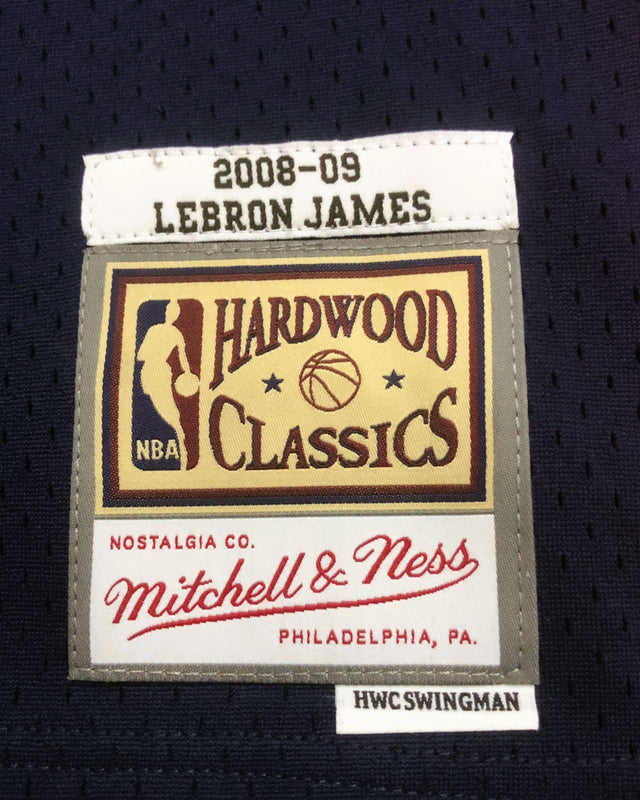 2008-09
LEBRON JAMES
HARDWOOD
CLASSICS
NBA
NOSTALGIA CO.
Mitchell & Ness
PHILADELPHIA, PA.
HWC SWINGMAN